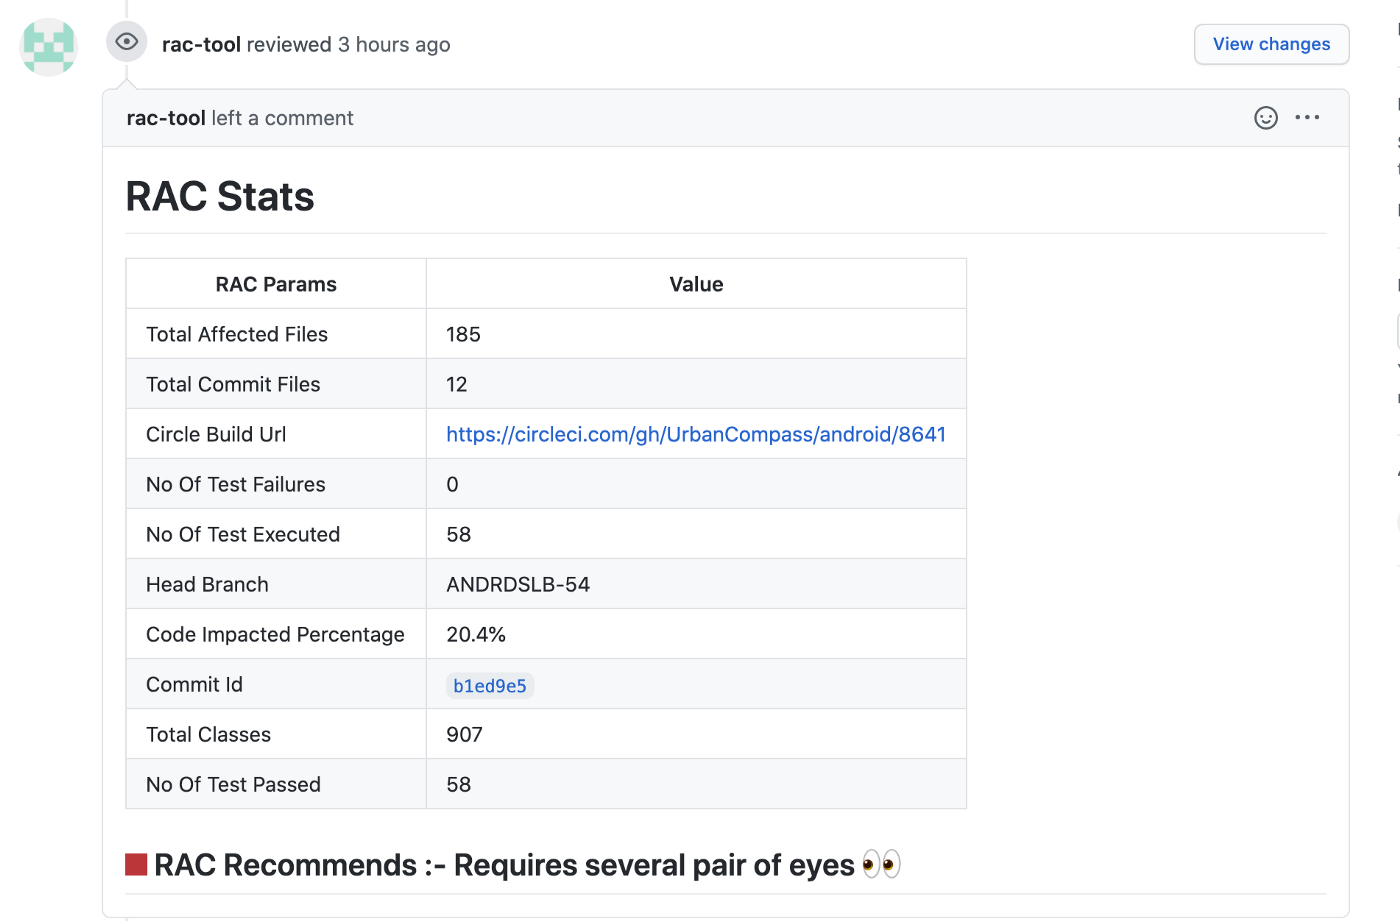 rac-tool reviewed 3 hours ago
View changes
rac-tool left a comment
RAC Stats
RAC Params Value
Total Affected Files 185
Total Commit Files 12
Circle Build Url https://circleci.com/gh/UrbanCompass/android/8641
No Of Test Failures 0
No Of Test Executed 58
Head Branch ANDRDSLB-54
Code Impacted Percentage 20.4%
Commit Id b1ed9e5
Total Classes 907
No Of Test Passed 58
RAC Recommends :- Requires several pair of eyes 👀